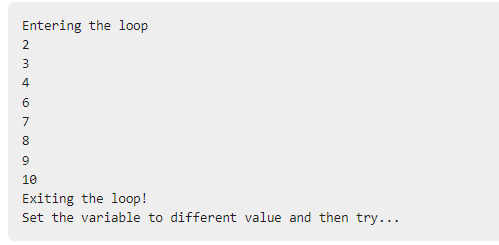 Entering the loop
2
3
4
6
7
8
9
10
Exiting the loop!
Set the variable to different value and then try...